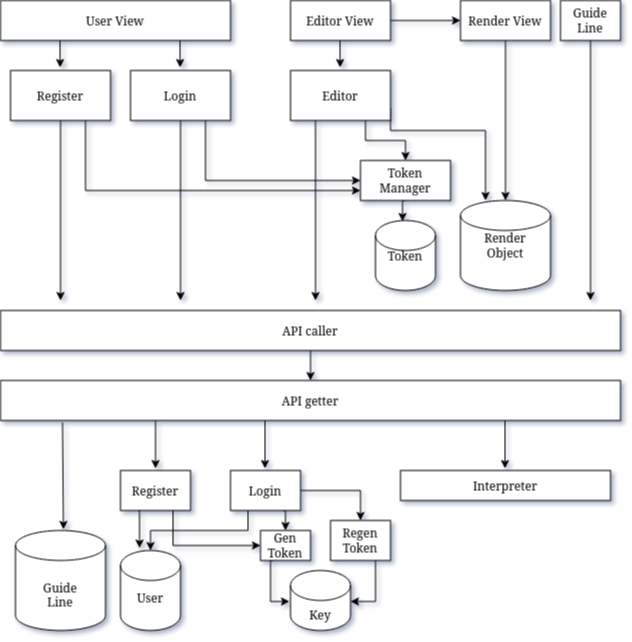 User View
Editor View
Render View
Guide
Line
Register
Login
Editor
Token
Manager
Token
Render
Object
API caller
API getter
Register
Login
Interpreter
Gen
Token
Regen
Token
Guide
Line
User
Key